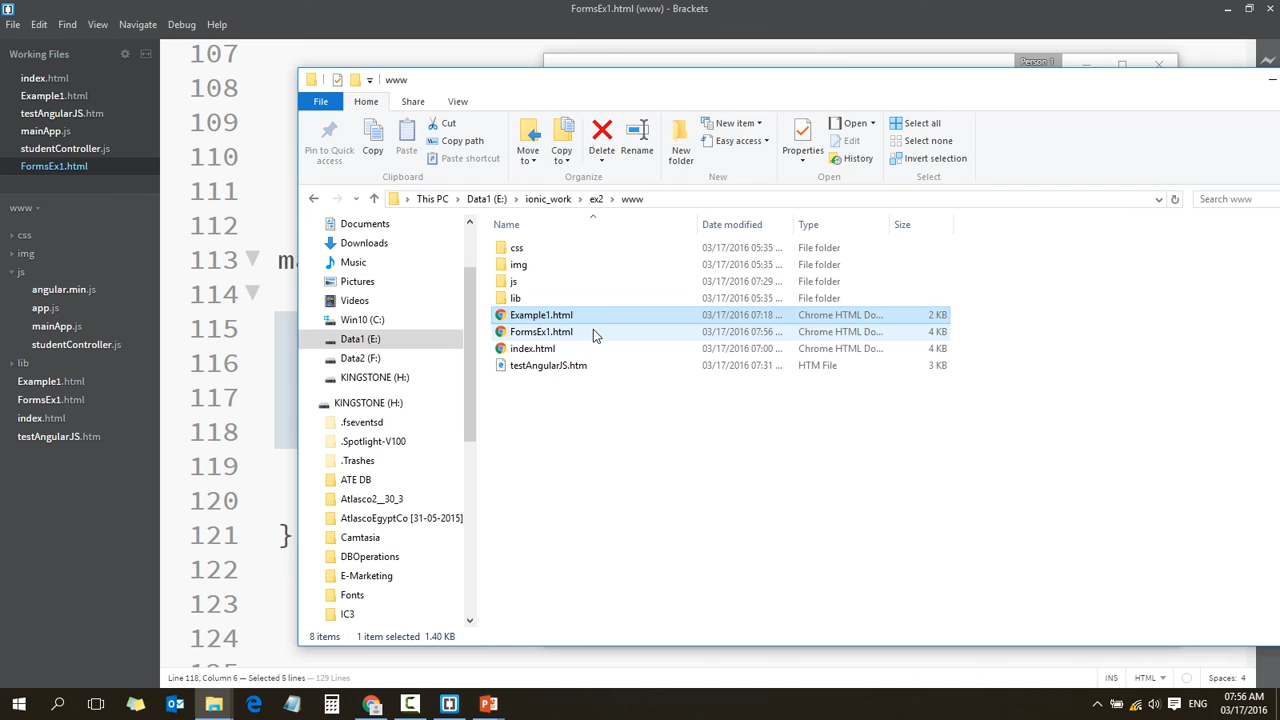 FormsEx1.html (www) - Brackets
File Edit Find View Navigate Debug Help
Working Files
index.html
Example1.html
testAngularJS.htm
mainApp.js
studentController.js
FormsEx1.html
www
css
img
js
angular.min.js
app.js
mainApp.js
studentController.js
lib
Example1.html
FormsEx1.html
index.html
testAngularJS.htm
107
108
109
110
111
112
113
114
115
116
117
118
119
120
121 }
122
123
124
Person 1
www
File Home Share View
Pin to Quick access
Copy
Paste
Cut
Copy path
Paste shortcut
Clipboard
Move to
Copy to
Delete
Rename
Organize
New folder
New item
Easy access
New
Properties
Open
Edit
History
Open
Select all
Select none
Invert selection
Select
This PC > Data1 (E:) > ionic_work > ex2 > www
Search www
Documents
Downloads
Music
Pictures
Videos
Win10 (C:)
Data1 (E:)
Data2 (F:)
KINGSTONE (H:)
KINGSTONE (H:)
.fseventsd
.Spotlight-V100
.Trashes
ATE DB
Atlasco2__30_3
AtlascoEgyptCo [31-05-2015]
Camtasia
DBOperations
E-Marketing
Fonts
IC3
Name Date modified Type Size
css 03/17/2016 05:35 ... File folder
img 03/17/2016 05:35 ... File folder
js 03/17/2016 07:29 ... File folder
lib 03/17/2016 05:35 ... File folder
Example1.html 03/17/2016 07:18 ... Chrome HTML Do... 2 KB
FormsEx1.html 03/17/2016 07:56 ... Chrome HTML Do... 4 KB
index.html 03/17/2016 07:00 ... Chrome HTML Do... 4 KB
testAngularJS.htm 03/17/2016 07:31 ... HTM File 3 KB
8 items 1 item selected 1.40 KB
Line 118, Column 6 — Selected 5 lines — 129 Lines
INS HTML Spaces: 4
07:56 AM
03/17/2016